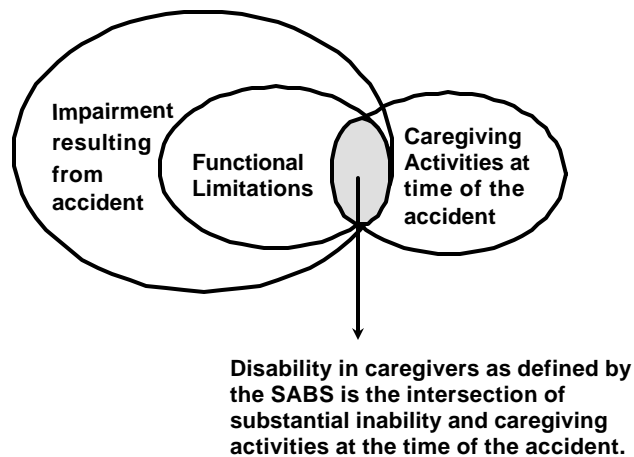 Impairment
resulting
from
accident
Functional
Limitations
Caregiving
Activities at
time of the
accident
Disability in caregivers as defined by
the SABS is the intersection of
substantial inability and caregiving
activities at the time of the accident.